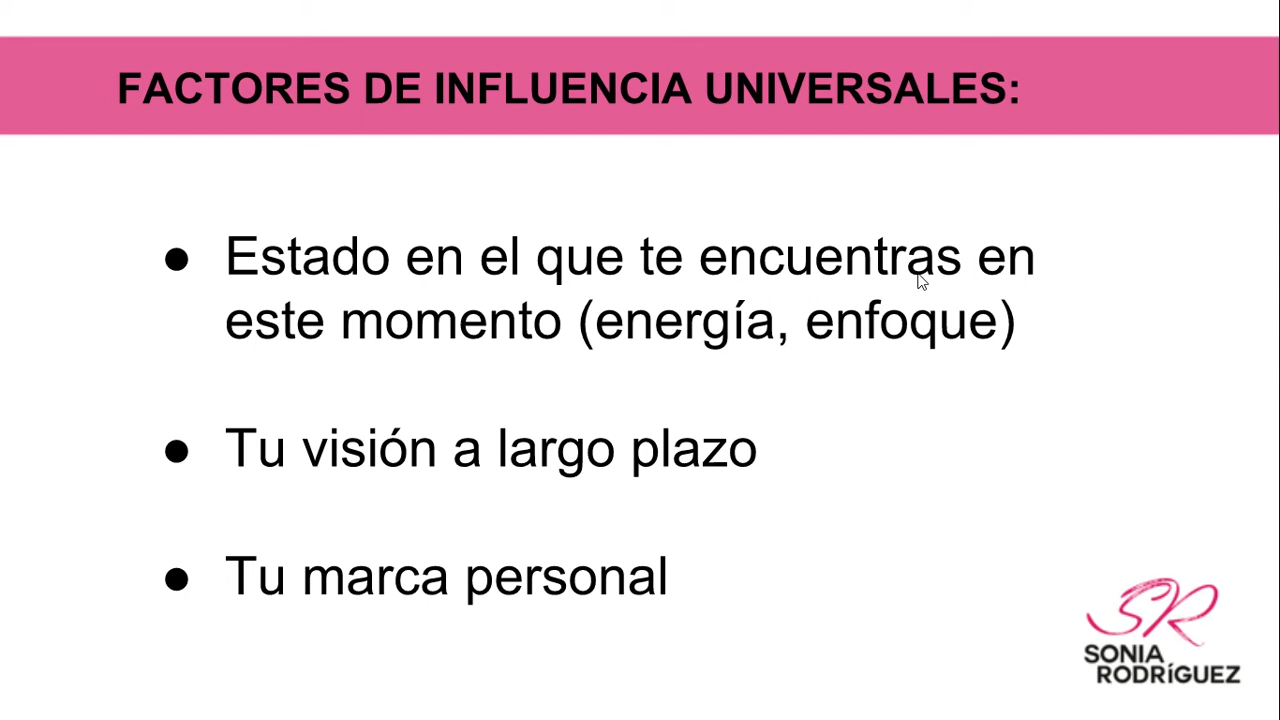 FACTORES DE INFLUENCIA UNIVERSALES:
● Estado en el que te encuentras en
este momento (energía, enfoque)
● Tu visión a largo plazo
● Tu marca personal
SR
SONIA
RODRÍGUEZ